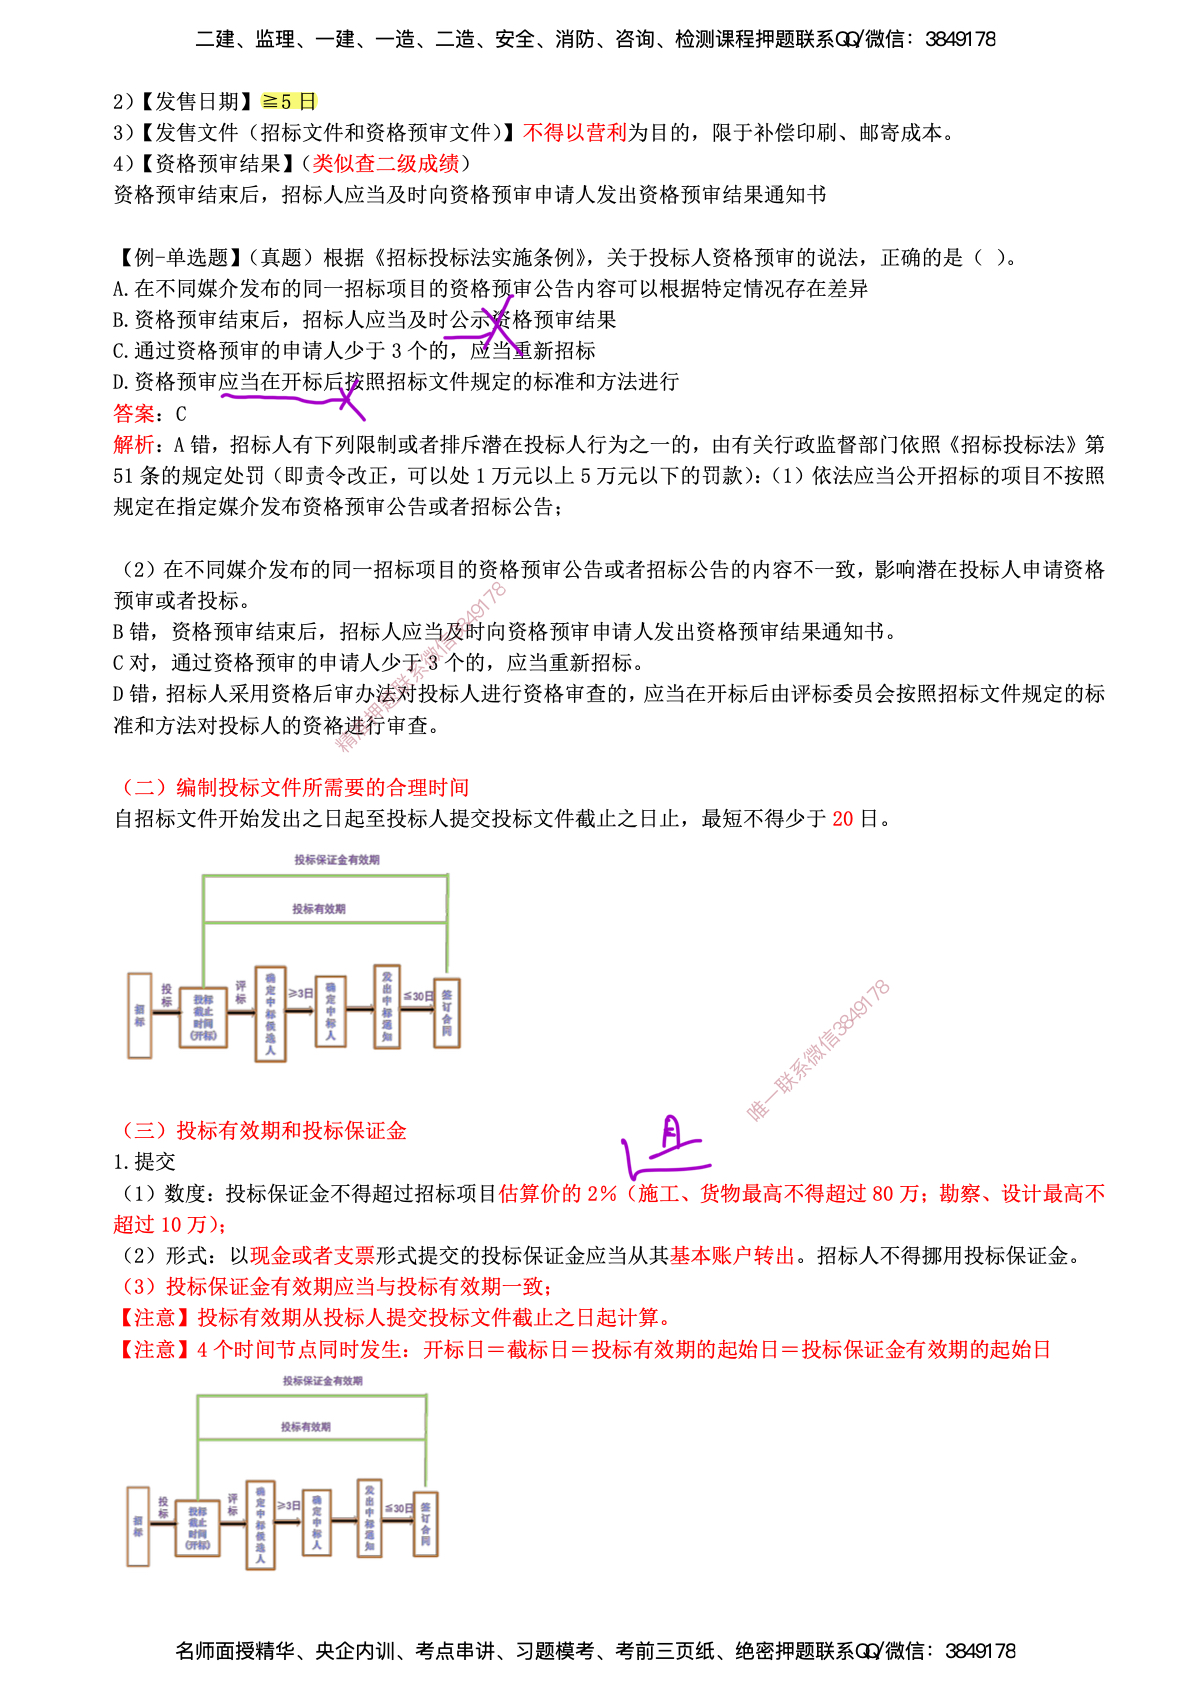 二建、监理、一建、一造、二造、安全、消防、咨询、检测课程押题联系QQ/微信：3849178
2)【发售日期】≧5 日
3)【发售文件（招标文件和资格预审文件)】不得以营利为目的，限于补偿印刷、邮寄成本。
4)【资格预审结果】（类似查二级成绩）
资格预审结束后，招标人应当及时向资格预审申请人发出资格预审结果通知书
【例-单选题】（真题）根据《招标投标法实施条例》，关于投标人资格预审的说法，正确的是（ ）。
A.在不同媒介发布的同一招标项目的资格预审公告内容可以根据特定情况存在差异
B.资格预审结束后，招标人应当及时公示资格预审结果
C.通过资格预审的申请人少于 3 个的，应当重新招标
D.资格预审应当在开标后按照招标文件规定的标准和方法进行
答案：C
解析：A 错，招标人有下列限制或者排斥潜在投标人行为之一的，由有关行政监督部门依照《招标投标法》第
51 条的规定处罚（即责令改正，可以处 1 万元以上 5 万元以下的罚款）：（1）依法应当公开招标的项目不按照
规定在指定媒介发布资格预审公告或者招标公告；
（2）在不同媒介发布的同一招标项目的资格预审公告或者招标公告的内容不一致，影响潜在投标人申请资格
预审或者投标。
B 错，资格预审结束后，招标人应当及时向资格预审申请人发出资格预审结果通知书。
C 对，通过资格预审的申请人少于 3 个的，应当重新招标。
D 错，招标人采用资格后审办法对投标人进行资格审查的，应当在开标后由评标委员会按照招标文件规定的标
准和方法对投标人的资格进行审查。
精准押题联系微信3849178
（二）编制投标文件所需要的合理时间
自招标文件开始发出之日起至投标人提交投标文件截止之日止，最短不得少于 20 日。
投标保证金有效期
投标有效期
招标
投标
投标截止时间(开标)
评标
确定中标候选人
≥3日
确定中标人
发出中标通知
≤30日
签订合同
唯一联系微信3849178
（三）投标有效期和投标保证金
1.提交
（1）数度：投标保证金不得超过招标项目估算价的 2%（施工、货物最高不得超过 80 万；勘察、设计最高不
超过 10 万）；
（2）形式：以现金或者支票形式提交的投标保证金应当从其基本账户转出。招标人不得挪用投标保证金。
（3）投标保证金有效期应当与投标有效期一致；
【注意】投标有效期从投标人提交投标文件截止之日起计算。
【注意】4 个时间节点同时发生：开标日＝截标日＝投标有效期的起始日＝投标保证金有效期的起始日
投标保证金有效期
投标有效期
招标
投标
投标截止时间(开标)
评标
确定中标候选人
≥3日
确定中标人
发出中标通知
≤30日
签订合同
名师面授精华、央企内训、考点串讲、习题模考、考前三页纸、绝密押题联系QQ/微信：3849178